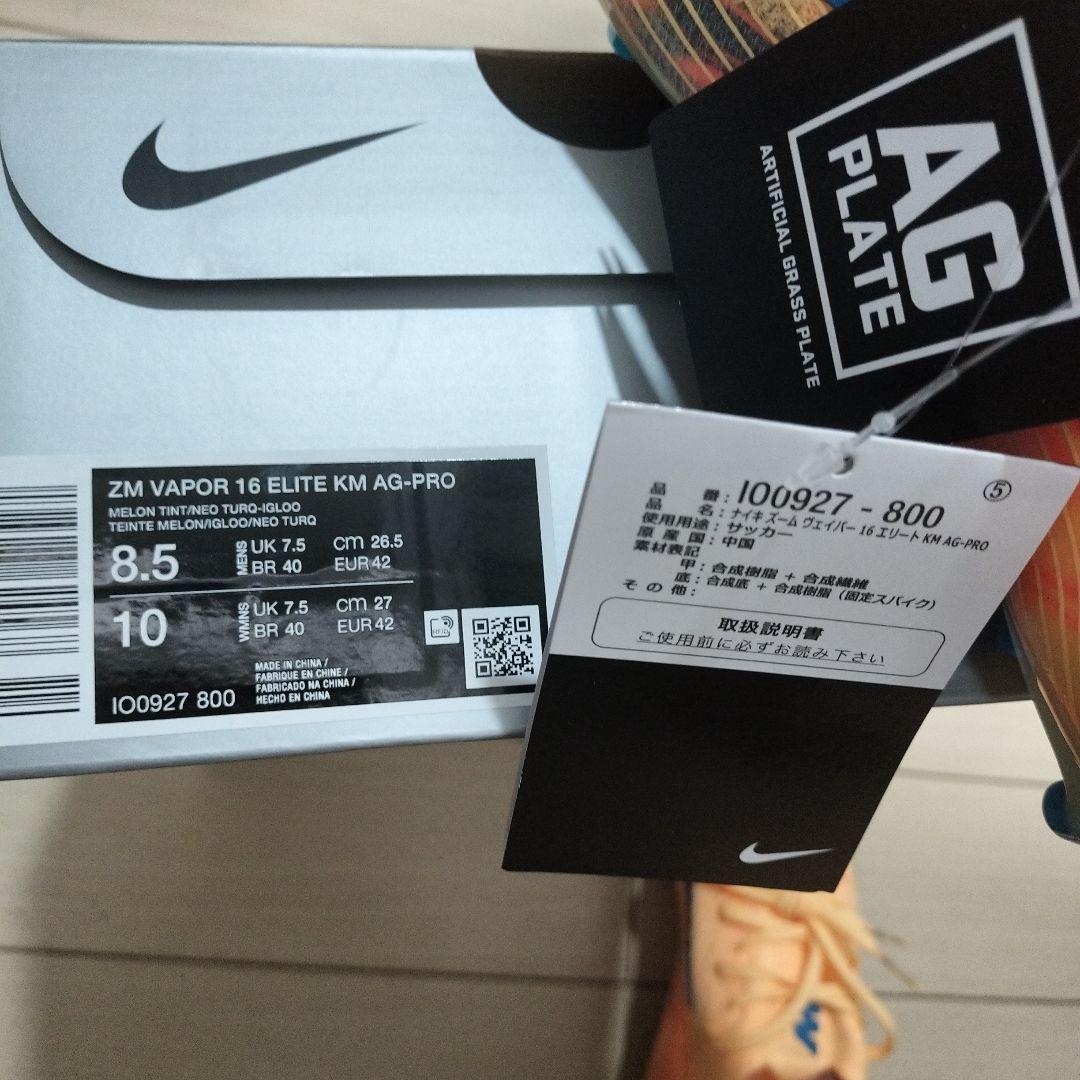 AG
PLATE
ARTIFICIAL GRASS PLATE
ZM VAPOR 16 ELITE KM AG-PRO
MELON TINT/NEO TURQ-IGLOO
TEINTE MELON/IGLOO/NEO TURQ
8.5 MENS UK 7.5 cm 26.5
BR 40 EUR 42
10 WMNS UK 7.5 cm 27
BR 40 EUR 42
RFID
MADE IN CHINA /
FABRIQUE EN CHINE /
FABRICADO NA CHINA /
HECHO EN CHINA
IO0927 800
⑤
品 番:IO0927 - 800
品 名:ナイキ ズーム ヴェイパー 16 エリート KM AG-PRO
使用用途:サッカー
原 産 国:中国
素材表記
甲:合成樹脂 + 合成繊維
底:合成底 + 合成樹脂 (固定スパイク)
そ の 他:
取扱説明書
ご使用前に必ずお読み下さい